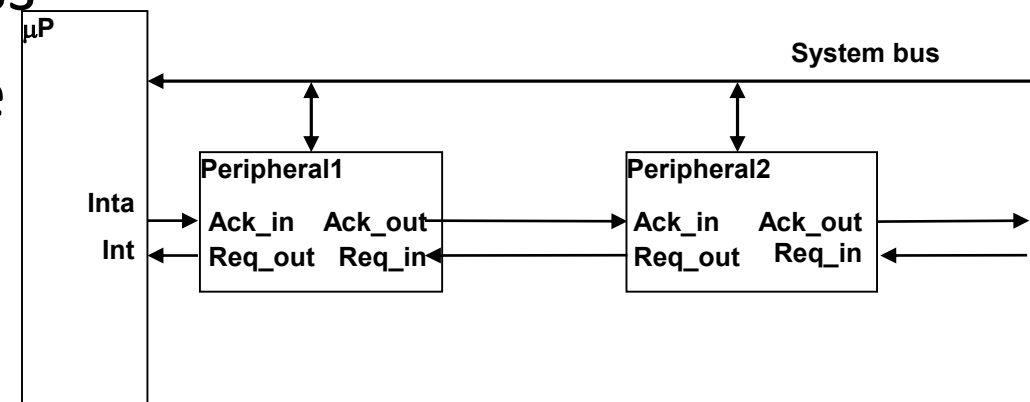 μP
System bus
Peripheral1
Peripheral2
Inta
Ack_in Ack_out
Ack_in Ack_out
Int
Req_out Req_in
Req_out Req_in